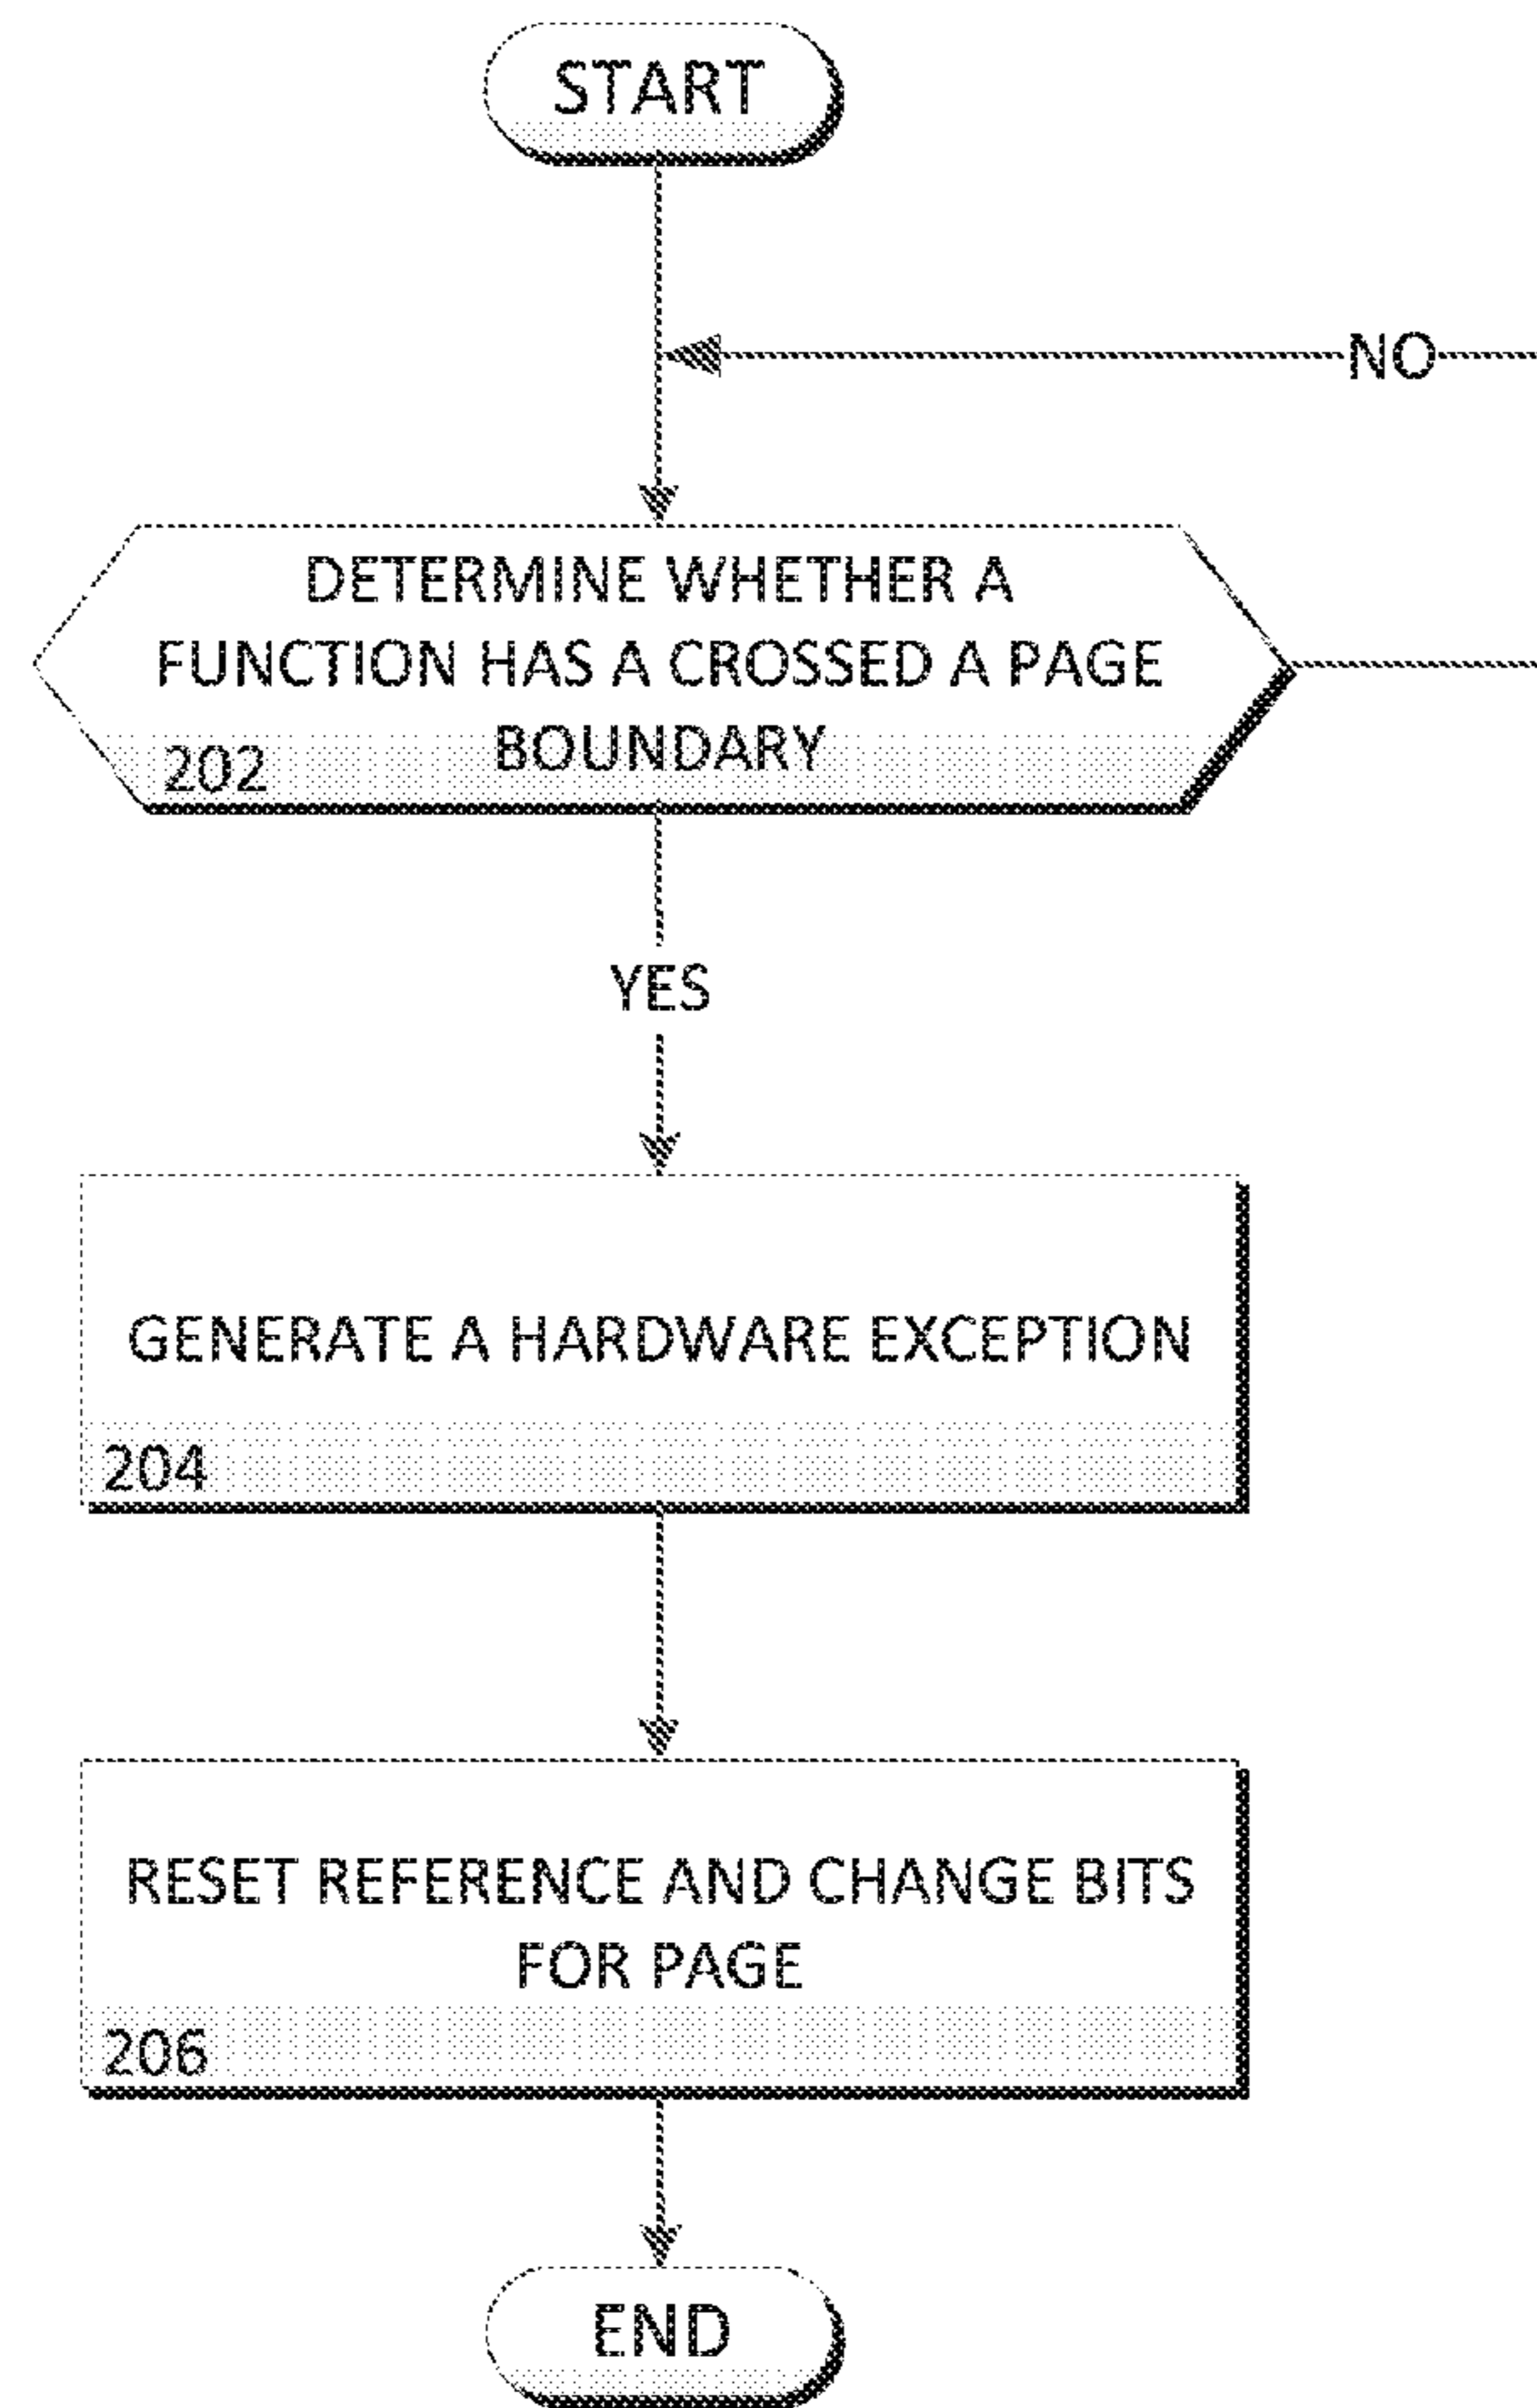 START
NO
DETERMINE WHETHER A
FUNCTION HAS A CROSSED A PAGE
BOUNDARY
202
YES
GENERATE A HARDWARE EXCEPTION
204
RESET REFERENCE AND CHANGE BITS
FOR PAGE
206
END